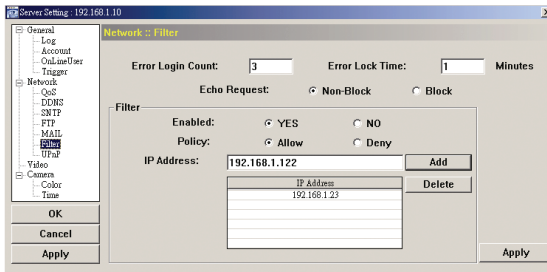 Server Setting : 192.168.1.10
General
Log
Account
OnLineUser
Trigger
Network
QoS
DDNS
SNTP
FTP
MAIL
Filter
UPnP
Video
Camera
Color
Time
OK
Cancel
Apply
Network :: Filter
Error Login Count: 3 Error Lock Time: 1 Minutes
Echo Request: Non-Block Block
Filter
Enabled: YES NO
Policy: Allow Deny
IP Address: 192.168.1.122 Add
IP Address Delete
192.168.1.23
Apply